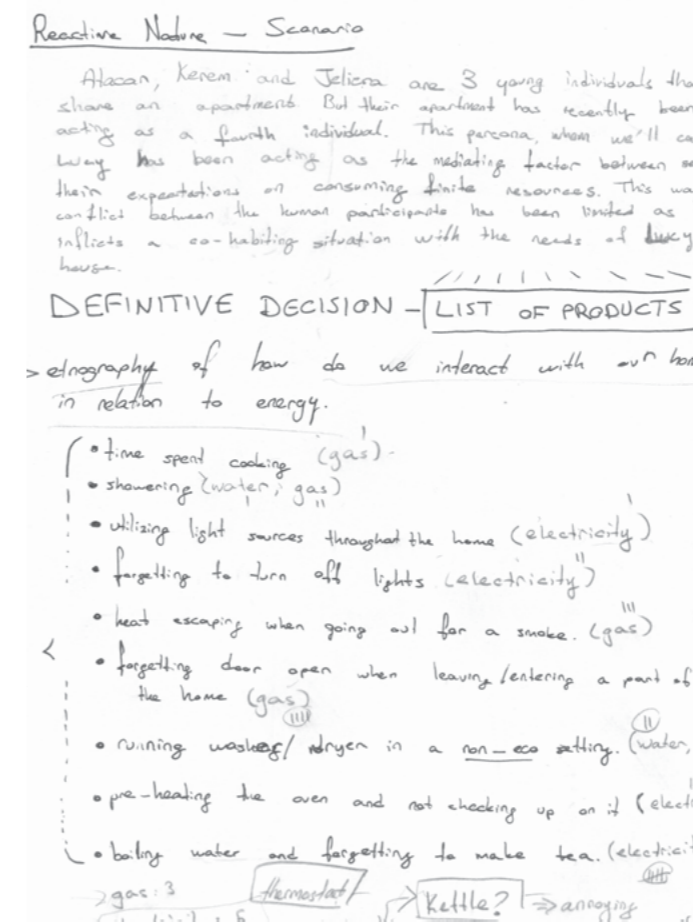 Reactive Nature – Scenario
Atacan, Kerem and Jeliena are 3 young individuals tha
share an apartment. But their apartment has recently been
acting as a fourth individual. This persona, whom we'll ca
Lucy has been acting as the mediating factor between
their expectations on consuming finite resources. This wa
conflict between the human participants has been limited as
inflicts a co-habiting situation with the needs of Lucy
house.
DEFINITIVE DECISION – LIST OF PRODUCTS
> etnography of how do we interact with our hom
in relation to energy.
• time spent cooking (gas)
• showering (water, gas)
• utilizing light sources throughout the home (electricity)
• forgetting to turn off lights (electricity)
• heat escaping when going out for a smoke. (gas)
• forgetting door open when leaving/entering a part of
the home (gas)
• running washer/dryer in a non-eco setting. (water,
• pre-heating the oven and not checking up on it (elect
• boiling water and forgetting to make tea. (electricit
> gas: 3 thermostat Kettle? => annoying